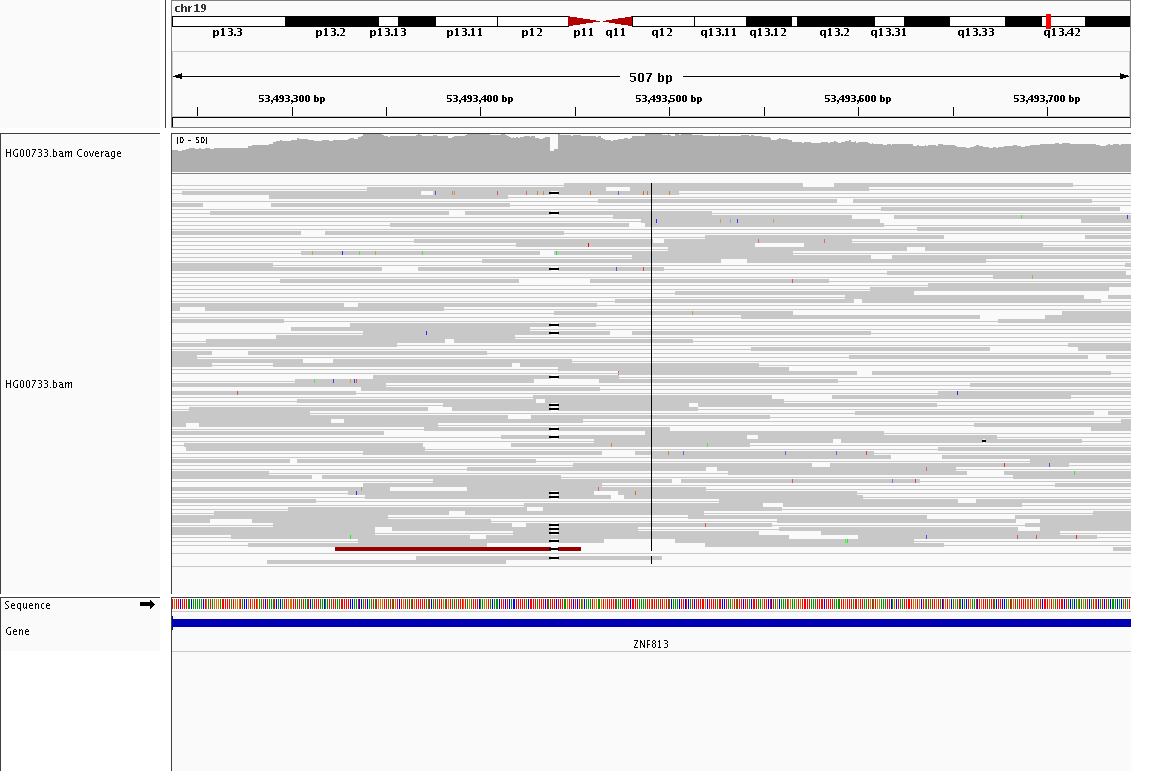 chr19
p13.3 p13.2 p13.13 p13.11 p12 p11 q11 q12 q13.11 q13.12 q13.2 q13.31 q13.33 q13.42
507 bp
53,493,300 bp 53,493,400 bp 53,493,500 bp 53,493,600 bp 53,493,700 bp
[0 - 50]
HG00733.bam Coverage
HG00733.bam
Sequence
Gene
ZNF813